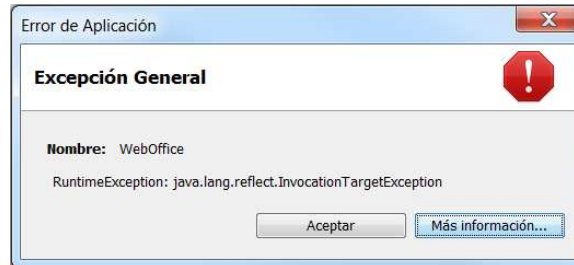 Error de Aplicación
Excepción General
Nombre: WebOffice
RuntimeException: java.lang.reflect.InvocationTargetException
Aceptar Más información...